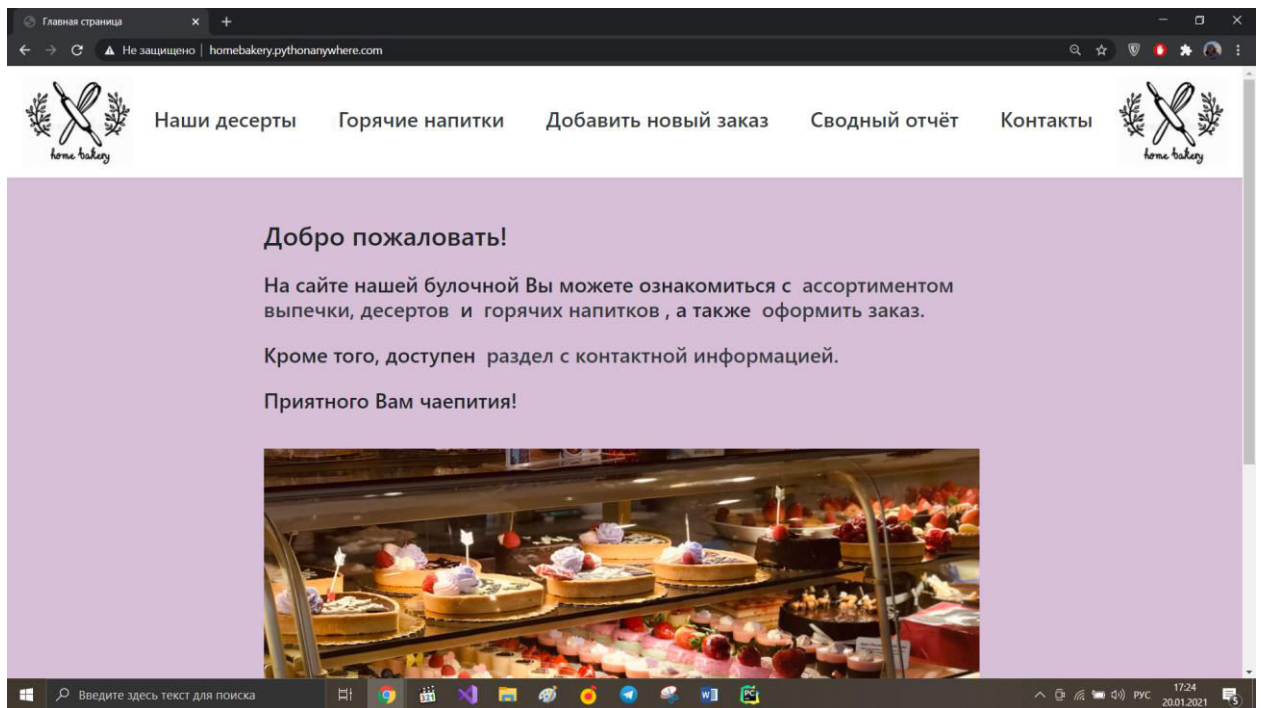 Главная страница
Не защищено | homebakery.pythonanywhere.com
home bakery
Наши десерты
Горячие напитки
Добавить новый заказ
Сводный отчёт
Контакты
home bakery
Добро пожаловать!
На сайте нашей булочной Вы можете ознакомиться с ассортиментом
выпечки, десертов и горячих напитков , а также оформить заказ.
Кроме того, доступен раздел с контактной информацией.
Приятного Вам чаепития!
Введите здесь текст для поиска
РУС
17:24
20.01.2021
5